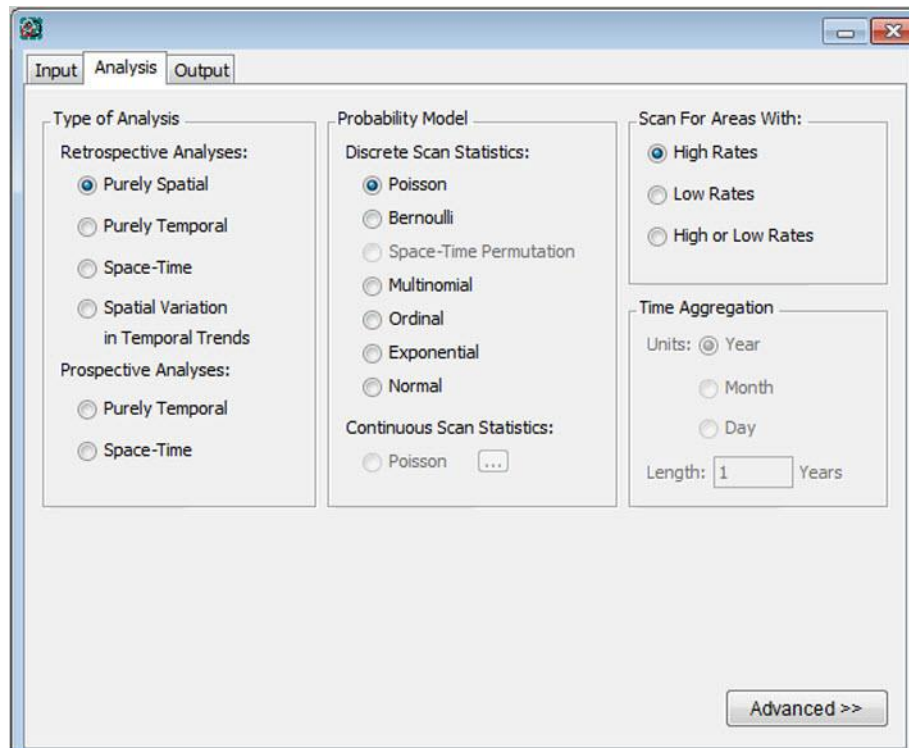 Input
Analysis
Output
Type of Analysis
Retrospective Analyses:
Purely Spatial
Purely Temporal
Space-Time
Spatial Variation
in Temporal Trends
Prospective Analyses:
Purely Temporal
Space-Time
Probability Model
Discrete Scan Statistics:
Poisson
Bernoulli
Space-Time Permutation
Multinomial
Ordinal
Exponential
Normal
Continuous Scan Statistics:
Poisson ...
Scan For Areas With:
High Rates
Low Rates
High or Low Rates
Time Aggregation
Units: Year
Month
Day
Length: 1 Years
Advanced >>